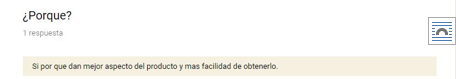 ¿Porque?
1 respuesta
Si por que dan mejor aspecto del producto y mas facilidad de obtenerlo.